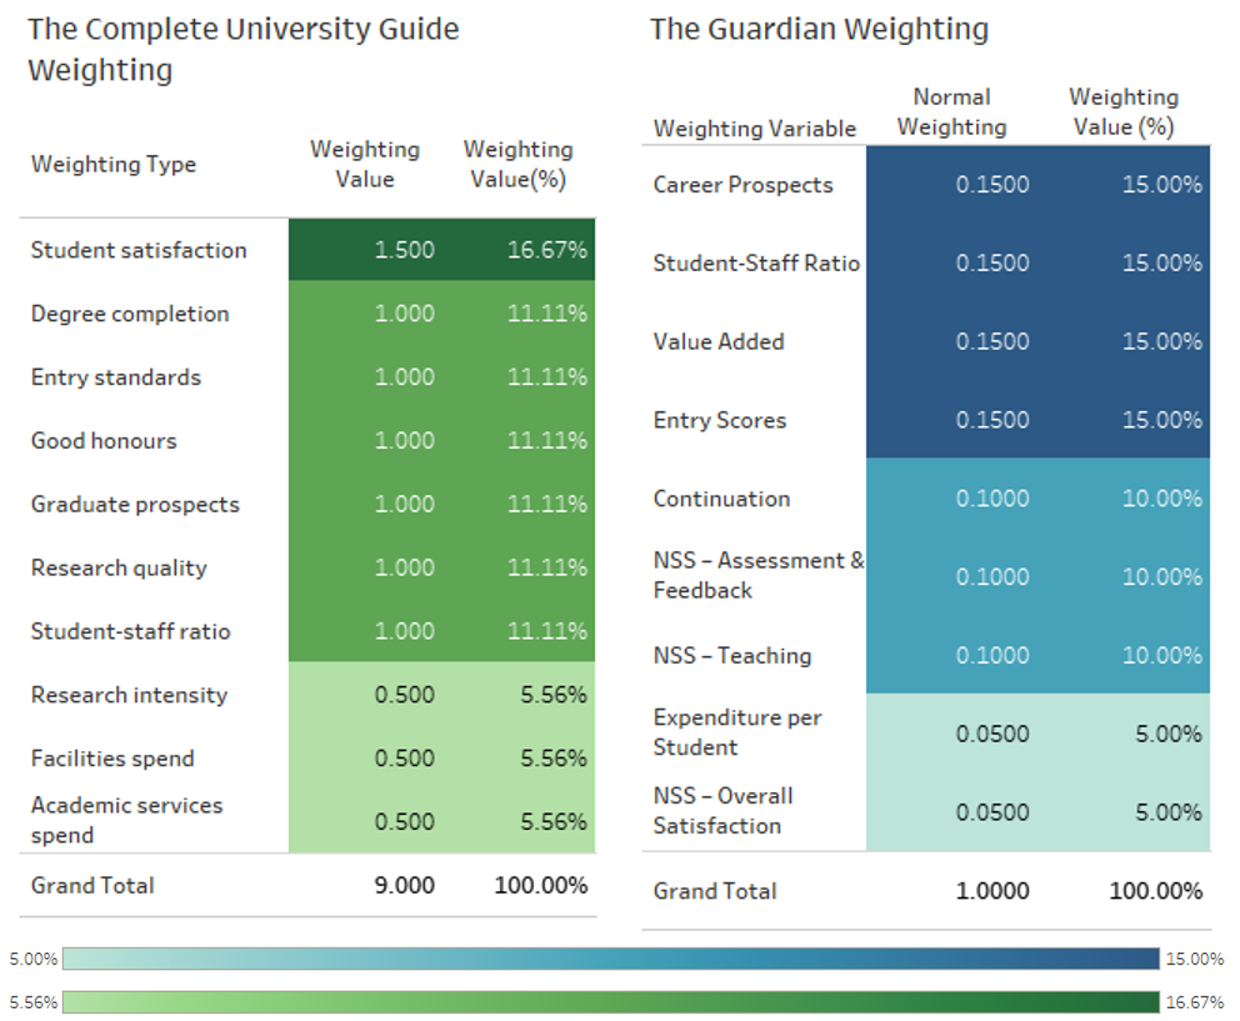 The Complete University Guide
Weighting
Weighting Type
Weighting
Value
Weighting
Value(%)
Student satisfaction 1.500 16.67%
Degree completion 1.000 11.11%
Entry standards 1.000 11.11%
Good honours 1.000 11.11%
Graduate prospects 1.000 11.11%
Research quality 1.000 11.11%
Student-staff ratio 1.000 11.11%
Research intensity 0.500 5.56%
Facilities spend 0.500 5.56%
Academic services
spend 0.500 5.56%
Grand Total 9.000 100.00%
The Guardian Weighting
Weighting Variable
Normal
Weighting
Weighting
Value (%)
Career Prospects 0.1500 15.00%
Student-Staff Ratio 0.1500 15.00%
Value Added 0.1500 15.00%
Entry Scores 0.1500 15.00%
Continuation 0.1000 10.00%
NSS – Assessment &
Feedback 0.1000 10.00%
NSS – Teaching 0.1000 10.00%
Expenditure per
Student 0.0500 5.00%
NSS – Overall
Satisfaction 0.0500 5.00%
Grand Total 1.0000 100.00%
5.00% 15.00%
5.56% 16.67%